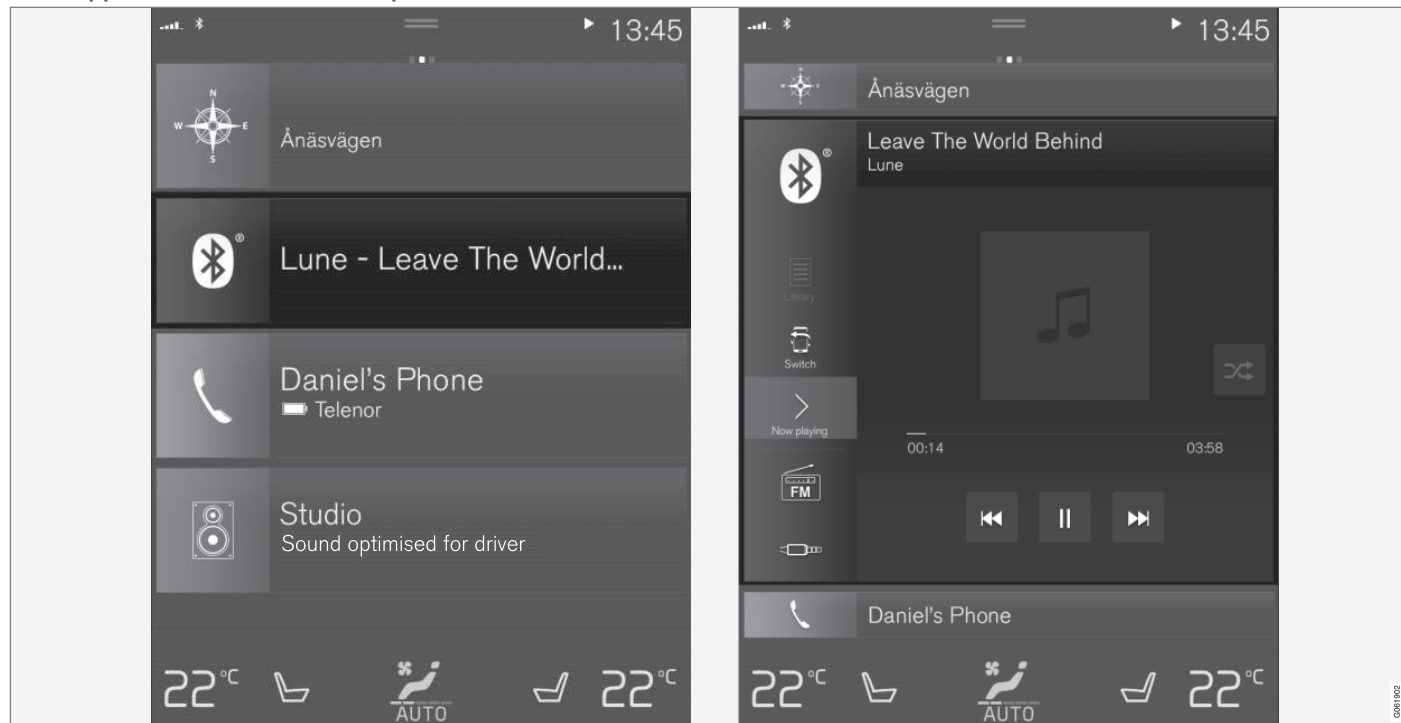 13:45
N
W E
S
Ånäsvägen
Lune - Leave The World...
Daniel's Phone
Telenor
Studio
Sound optimised for driver
22°C
AUTO
22°C
13:45
Ånäsvägen
Leave The World Behind
Lune
Library
Switch
Now playing
00:14 03:58
FM
Daniel's Phone
22°C
AUTO
22°C
G061902